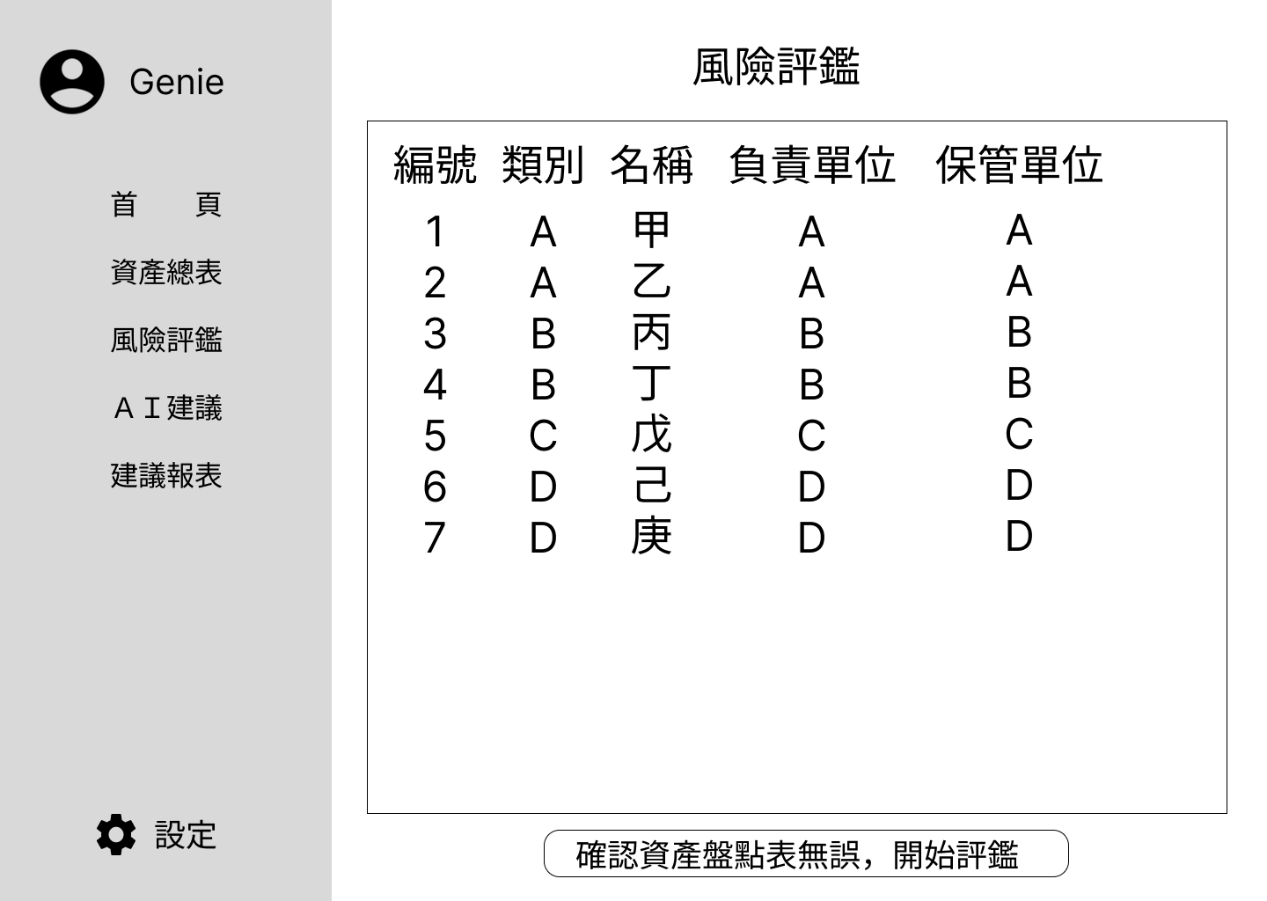 Genie
首　　頁
資產總表
風險評鑑
ＡＩ建議
建議報表
設定
風險評鑑
編號 類別 名稱 負責單位 保管單位
1 A 甲 A A
2 A 乙 A A
3 B 丙 B B
4 B 丁 B B
5 C 戊 C C
6 D 己 D D
7 D 庚 D D
確認資產盤點表無誤，開始評鑑